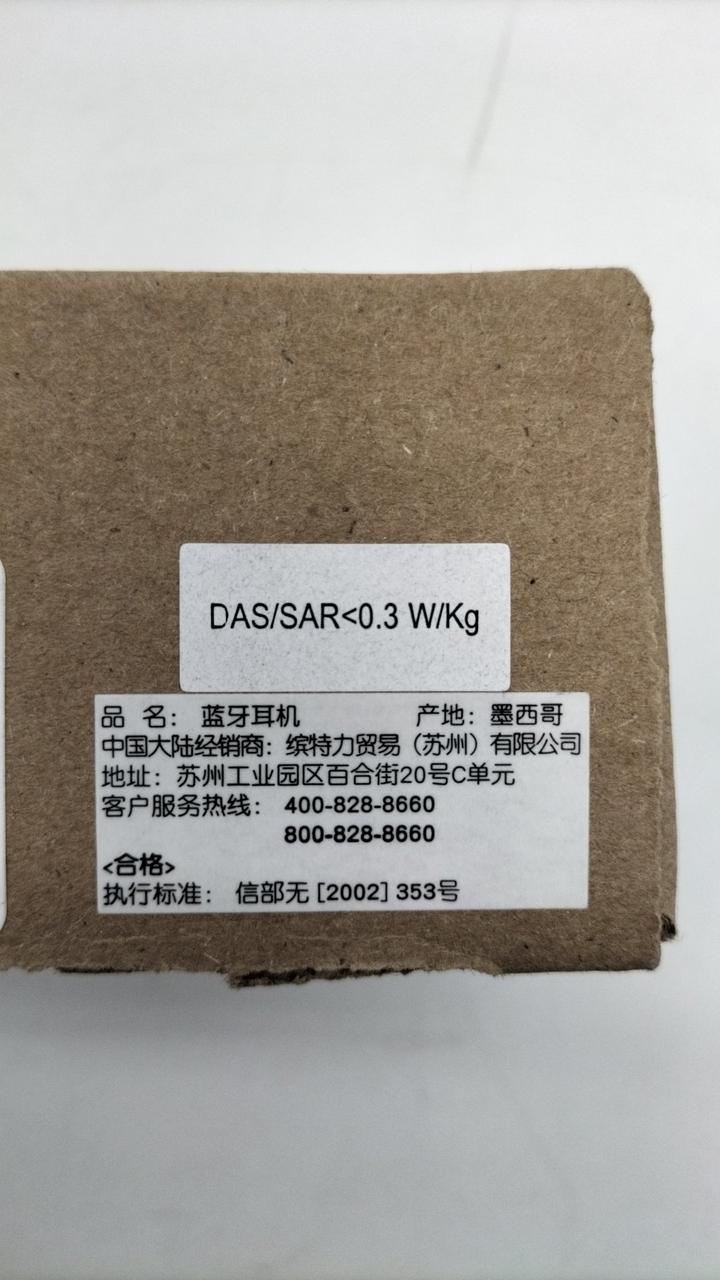 DAS/SAR<0.3 W/Kg
品 名： 蓝牙耳机 产地：墨西哥
中国大陆经销商：缤特力贸易（苏州）有限公司
地址：苏州工业园区百合街20号C单元
客户服务热线： 400-828-8660
800-828-8660
<合格>
执行标准： 信部无 [2002] 353号